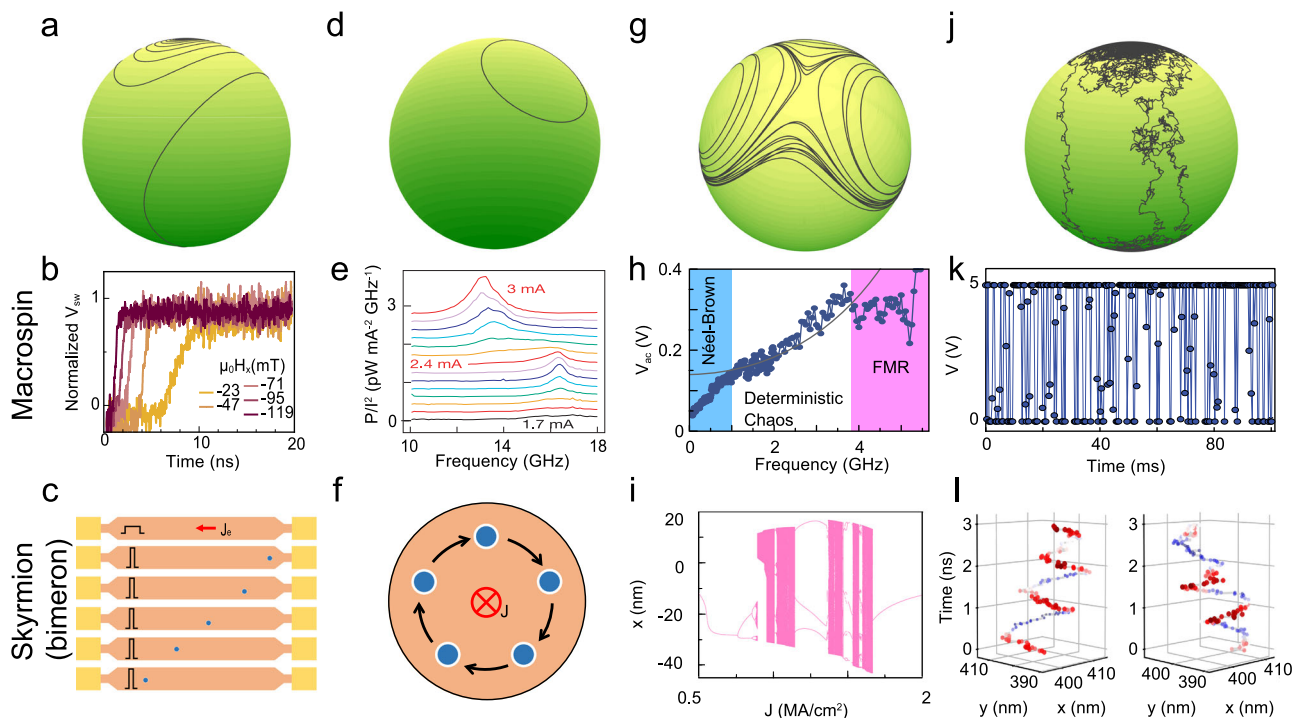 a
d
g
j
Macrospin
b
Normalized V_sw
1
0
μ₀Hₓ(mT)
-23
-47
-71
-95
-119
0
10
20
Time (ns)
e
P/I² (pW mA⁻² GHz⁻¹)
3
0
3 mA
2.4 mA
1.7 mA
10
14
18
Frequency (GHz)
h
V_ac (V)
0.4
0.2
0
Néel-Brown
Deterministic
Chaos
FMR
0
2
4
Frequency (GHz)
k
V (V)
5
0
0
40
80
Time (ms)
Skyrmion
(bimeron)
c
J_e
f
J
i
x (nm)
20
0
-20
-40
0.5
2
J (MA/cm²)
l
Time (ns)
3
2
1
0
410
390
400
410
y (nm)
x (nm)
3
2
1
0
410
400
390
400
410
y (nm)
x (nm)